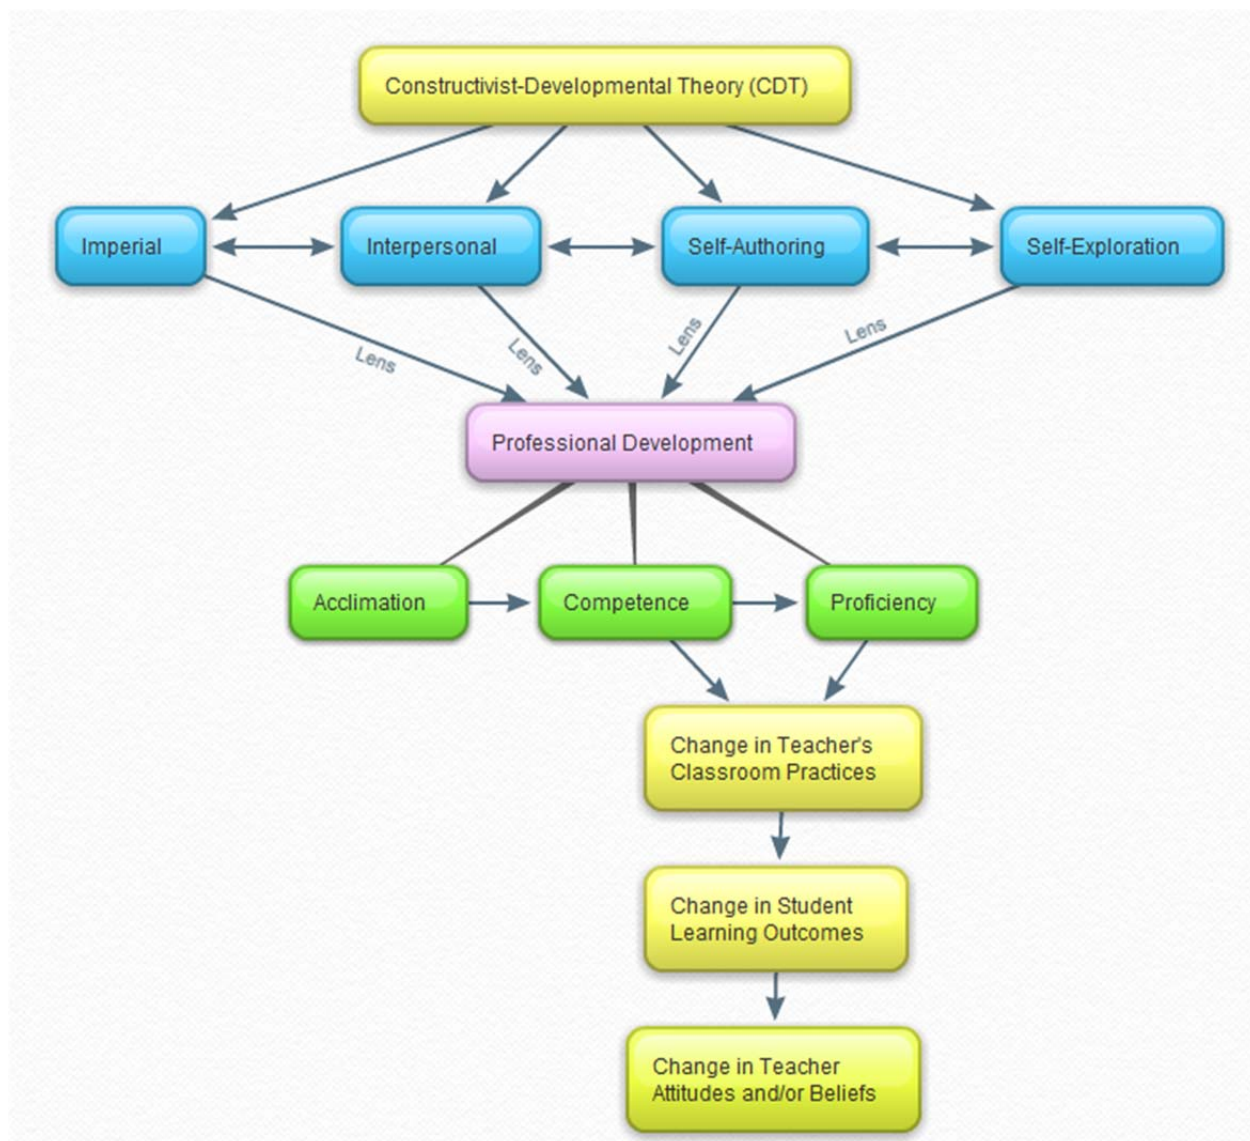 Constructivist-Developmental Theory (CDT)
Imperial
Interpersonal
Self-Authoring
Self-Exploration
Lens
Lens
Lens
Lens
Professional Development
Acclimation
Competence
Proficiency
Change in Teacher's
Classroom Practices
Change in Student
Learning Outcomes
Change in Teacher
Attitudes and/or Beliefs